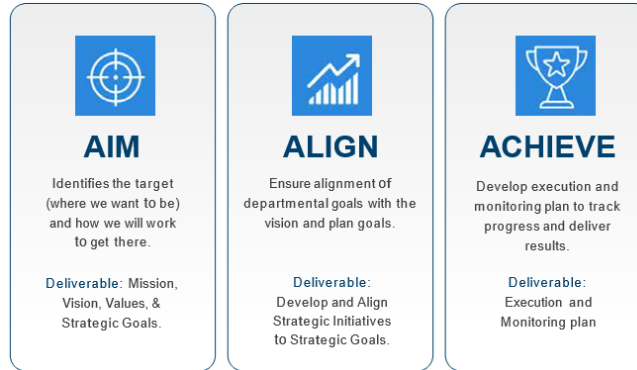 AIM
Identifies the target
(where we want to be)
and how we will work
to get there.
Deliverable: Mission,
Vision, Values, &
Strategic Goals.
ALIGN
Ensure alignment of
departmental goals with the
vision and plan goals.
Deliverable:
Develop and Align
Strategic Initiatives
to Strategic Goals.
ACHIEVE
Develop execution and
monitoring plan to track
progress and deliver
results.
Deliverable:
Execution and
Monitoring plan